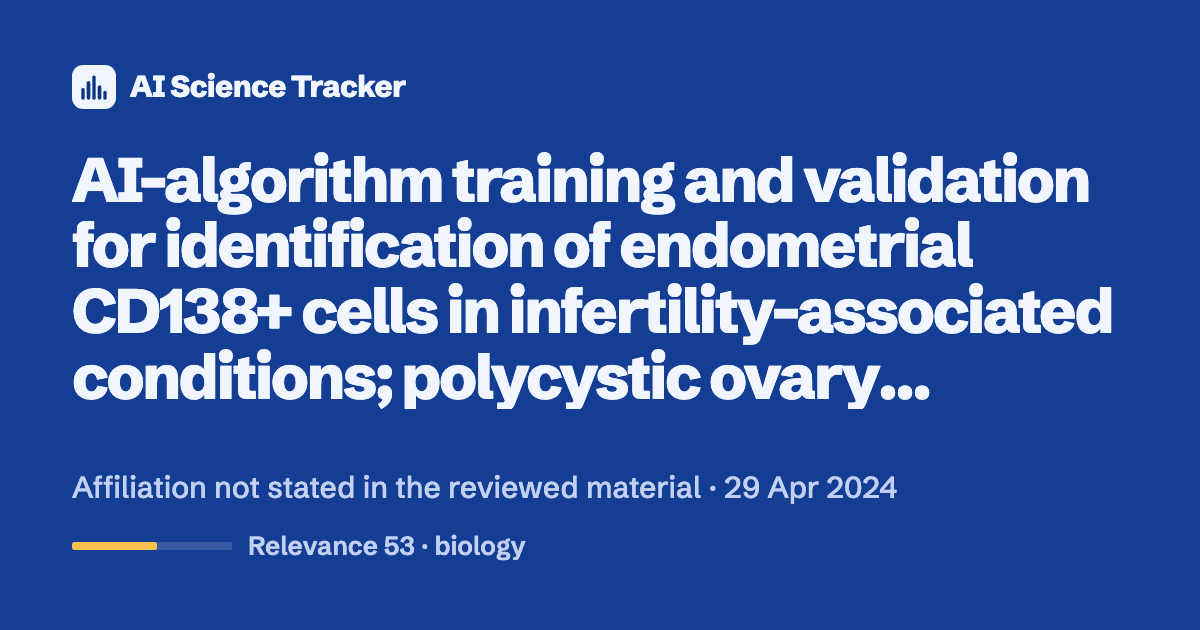 AI Science Tracker
AI-algorithm training and validation
for identification of endometrial
CD138+ cells in infertility-associated
conditions; polycystic ovary...
Affiliation not stated in the reviewed material · 29 Apr 2024
Relevance 53 · biology